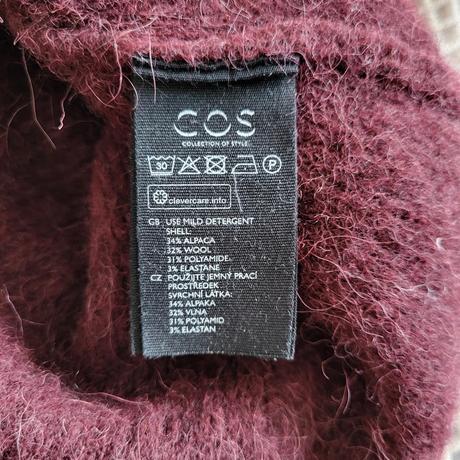 COS
COLLECTION OF STYLE
30 P
clevercare.info
GB USE MILD DETERGENT
SHELL:
34% ALPACA
32% WOOL
31% POLYAMIDE,
3% ELASTANE
CZ POUŽIJTE JEMNÝ PRACÍ
PROSTŘEDEK
SVRCHNÍ LÁTKA:
34% ALPAKA
32% VLNA
31% POLYAMID
3% ELASTAN